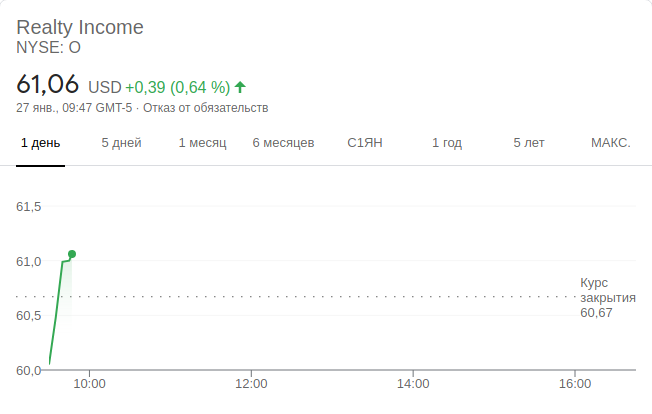 Realty Income
NYSE: O
61,06 USD +0,39 (0,64 %)
27 янв., 09:47 GMT-5 · Отказ от обязательств
1 день 5 дней 1 месяц 6 месяцев С1ЯН 1 год 5 лет МАКС.
61,5
61,0
60,5
60,0
Курс
закрытия
60,67
10:00 12:00 14:00 16:00